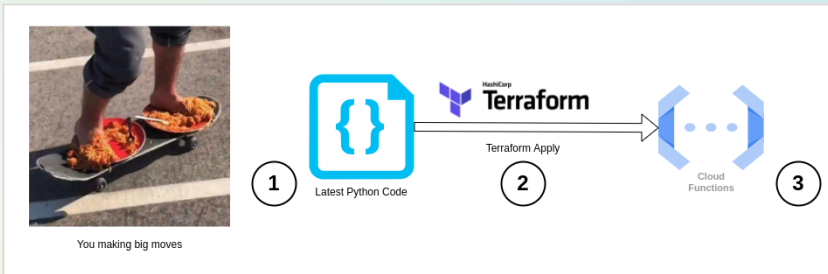 HashiCorp
Terraform
{}
Terraform Apply
1
Latest Python Code
2
Cloud
Functions
3
You making big moves